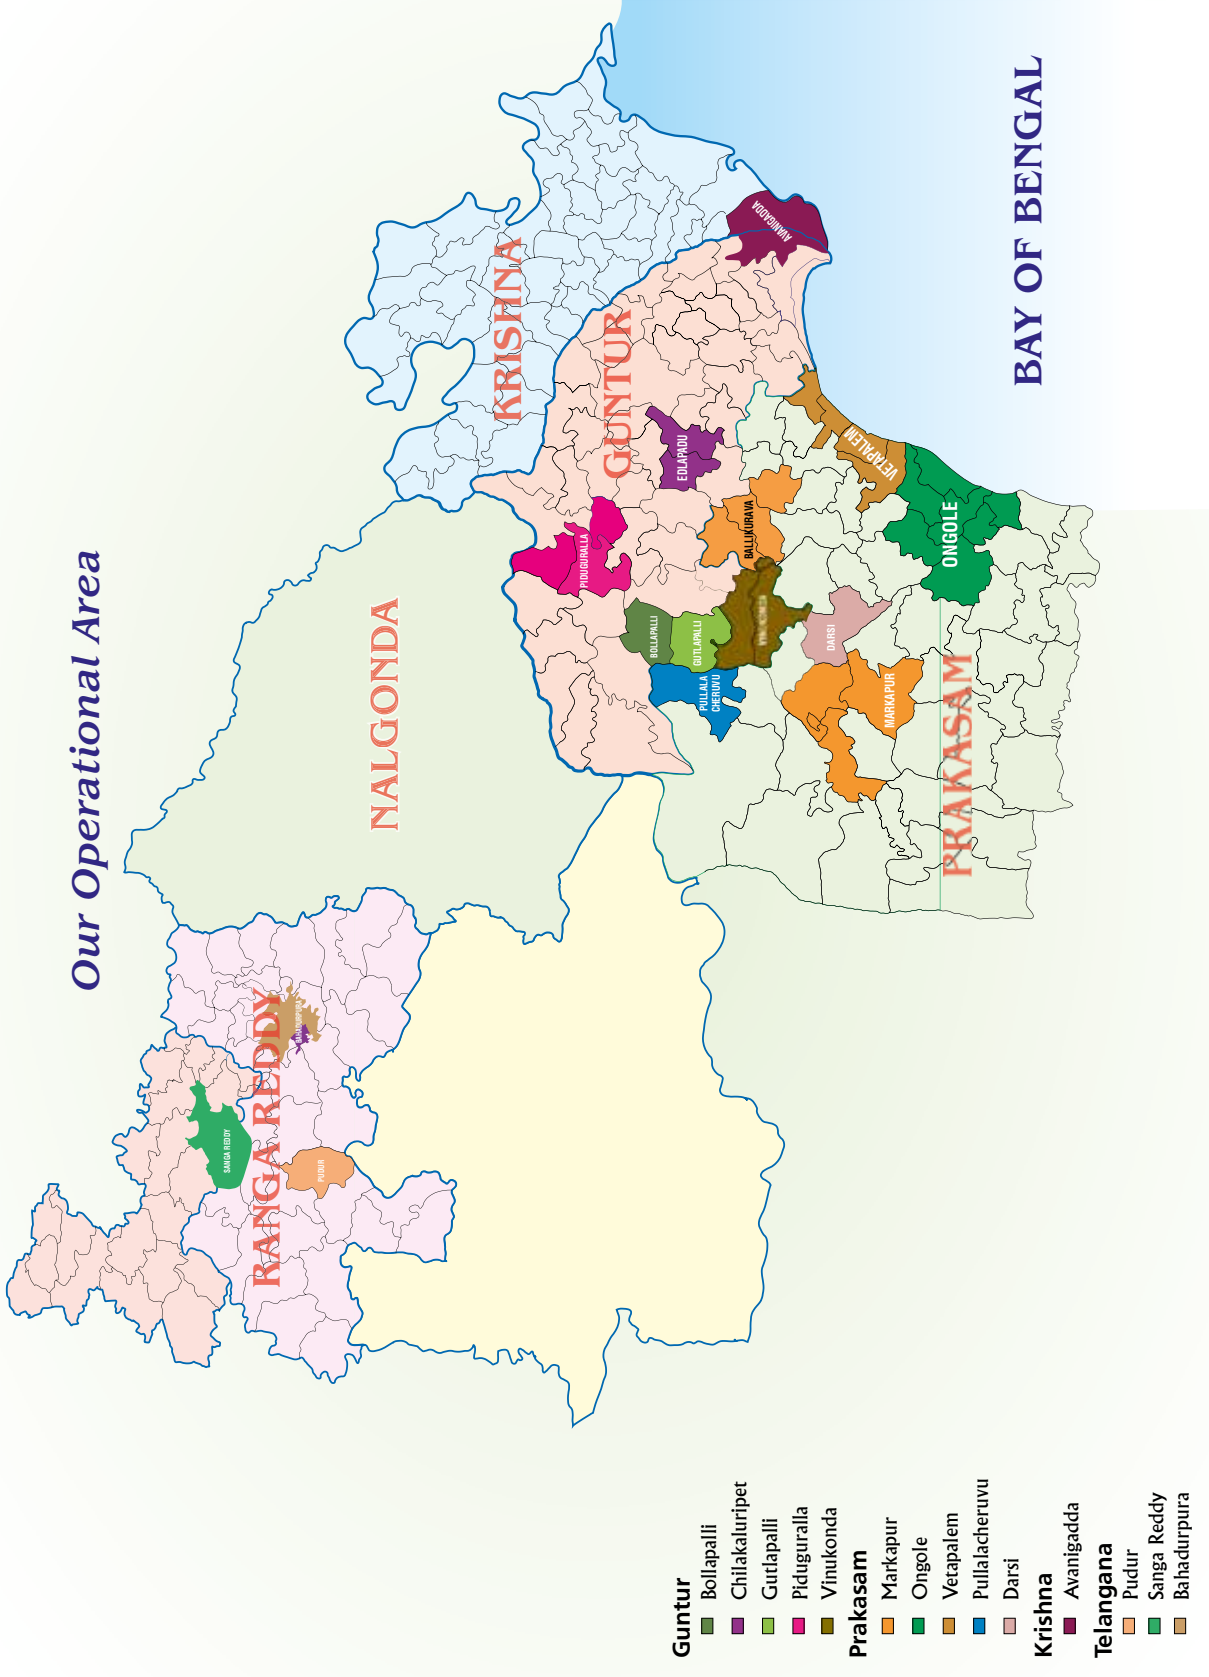 Our Operational Area
RANGA REDDY
SANGA REDDY
PUDUR
NALGONDA
KRISHNA
GUNTUR
PRAKASAM
BAY OF BENGAL
AVANIGADDA
EDLAPADU
PIDUGURALLA
BALLIKURAVA
BOLLAPALLI
GUTLAPALLI
VINUKONDA
PULLALA
CHERUVU
DARSI
MARKAPUR
VETAPALEM
ONGOLE
Guntur
Bollapalli
Chilakaluripet
Gutlapalli
Piduguralla
Vinukonda
Prakasam
Markapur
Ongole
Vetapalem
Pullalacheruvu
Darsi
Krishna
Avanigadda
Telangana
Pudur
Sanga Reddy
Bahadurpura